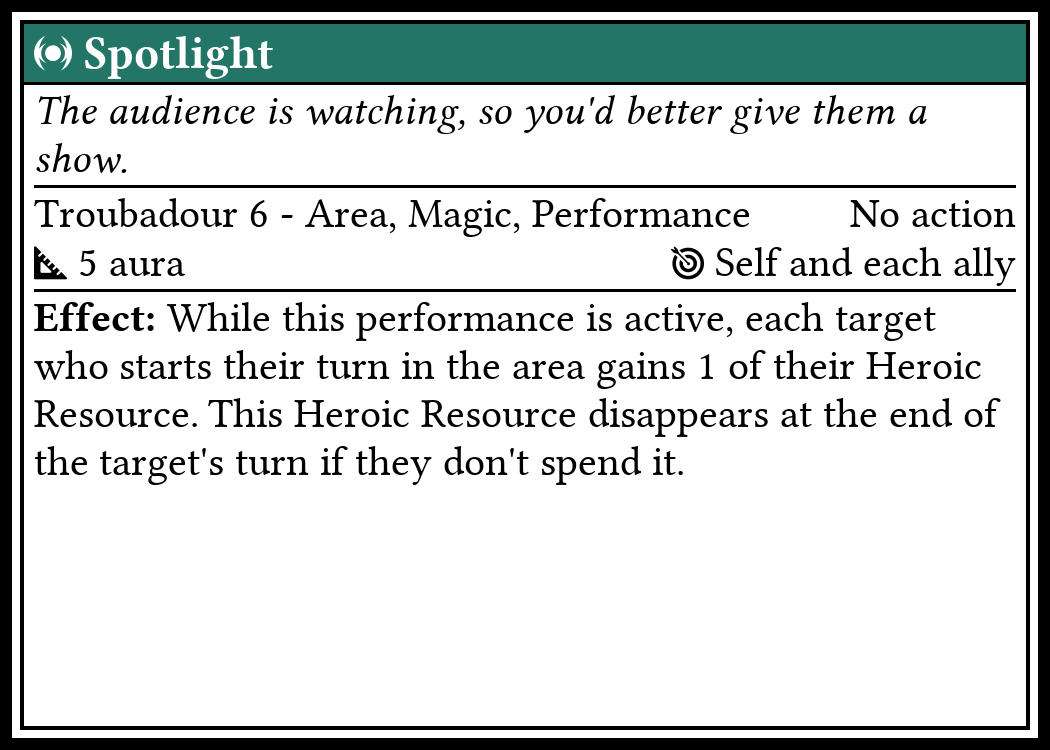 Spotlight
The audience is watching, so you'd better give them a
show.
Troubadour 6 - Area, Magic, Performance No action
5 aura Self and each ally
Effect: While this performance is active, each target
who starts their turn in the area gains 1 of their Heroic
Resource. This Heroic Resource disappears at the end of
the target's turn if they don't spend it.